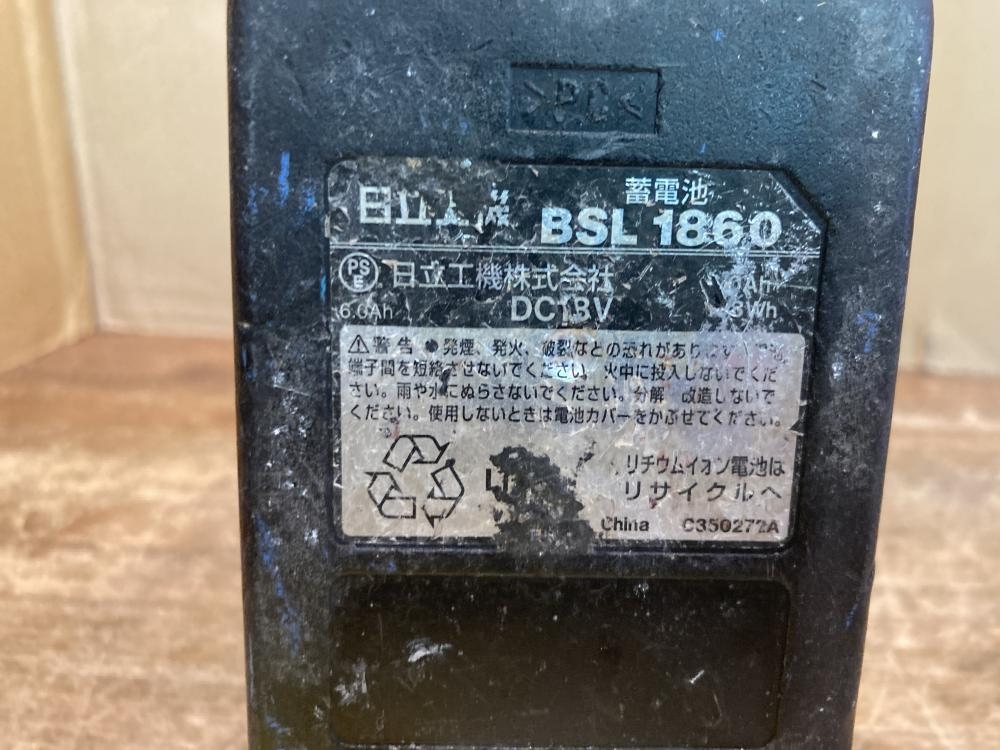 >PC<
日立工機
蓄電池
BSL 1860
PS E 日立工機株式会社
6.0Ah DC18V
⚠警告 ●発煙、発火、破裂などの恐れがあります
端子間を短絡させないでください。火中に投入しないでくだ
さい。雨や水にぬらさないでください。分解 改造しないで
ください。使用しないときは電池カバーをかぶせてください。
リチウムイオン電池は
リサイクルへ
China C350272A